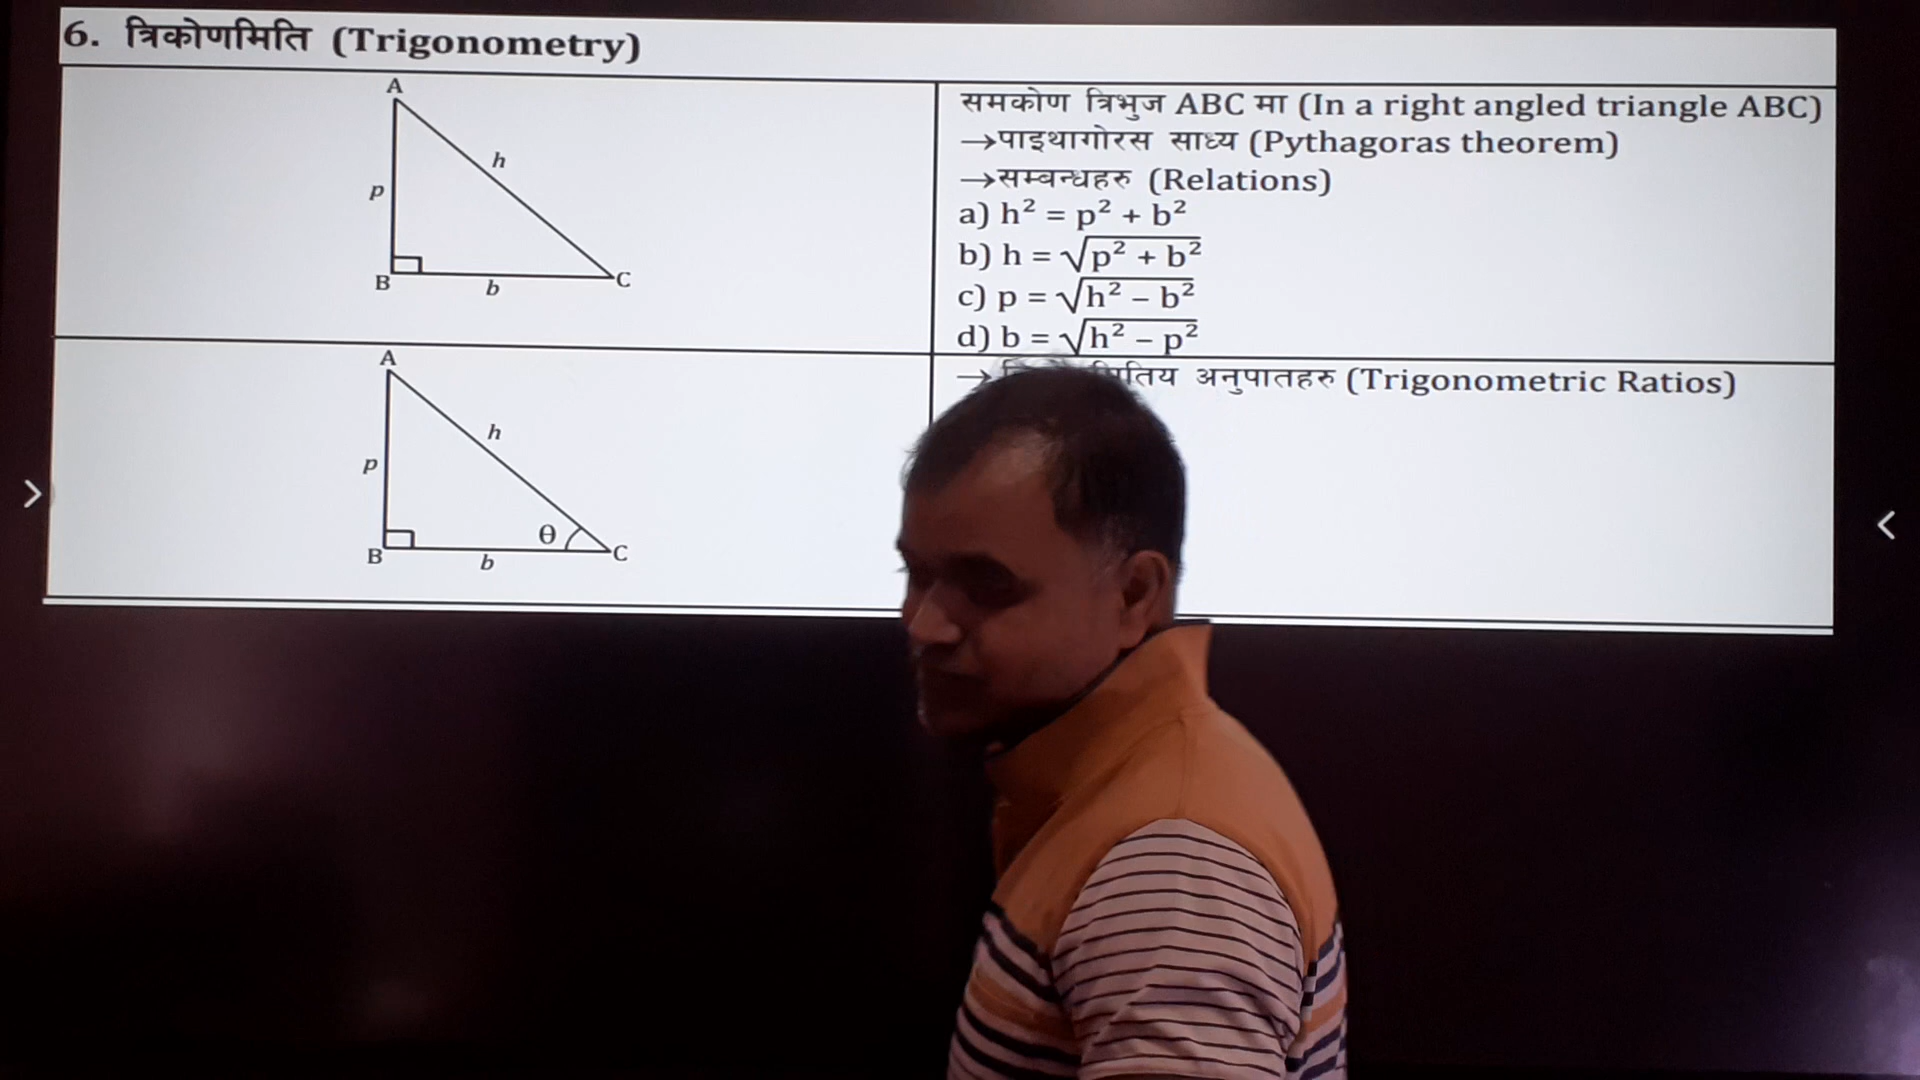 6. त्रिकोणमिति (Trigonometry)
A
h
p
B
b
C
समकोण त्रिभुज ABC मा (In a right angled triangle ABC)
→पाइथागोरस साध्य (Pythagoras theorem)
→सम्बन्धहरु (Relations)
a) h² = p² + b²
b) h = √(p² + b²)
c) p = √(h² – b²)
d) b = √(h² – p²)
A
h
p
θ
B
b
C
→ अनुपातहरु (Trigonometric Ratios)